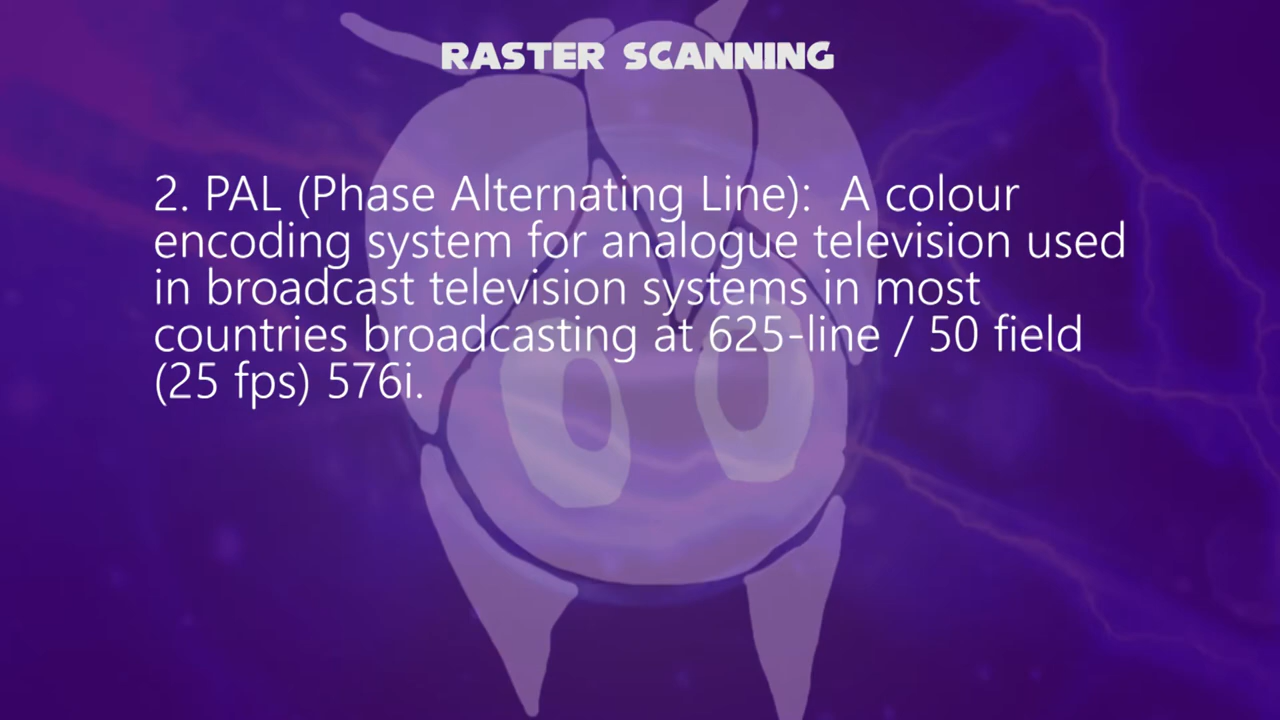 RASTER SCANNING
2. PAL (Phase Alternating Line):  A colour
encoding system for analogue television used
in broadcast television systems in most
countries broadcasting at 625-line / 50 field
(25 fps) 576i.